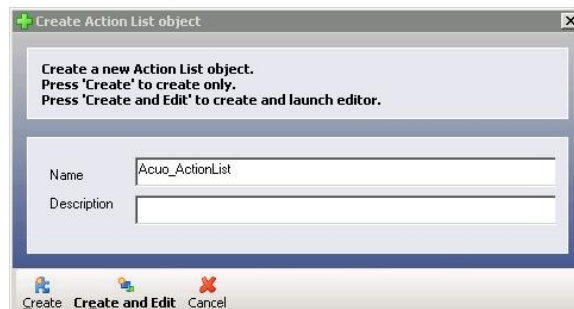 Create Action List object
Create a new Action List object.
Press 'Create' to create only.
Press 'Create and Edit' to create and launch editor.
Name
Acuo_ActionList
Description
Create Create and Edit Cancel